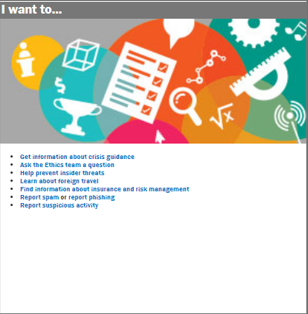 I want to...
Get information about crisis guidance
Ask the Ethics team a question
Help prevent insider threats
Learn about foreign travel
Find information about insurance and risk management
Report spam or report phishing
Report suspicious activity